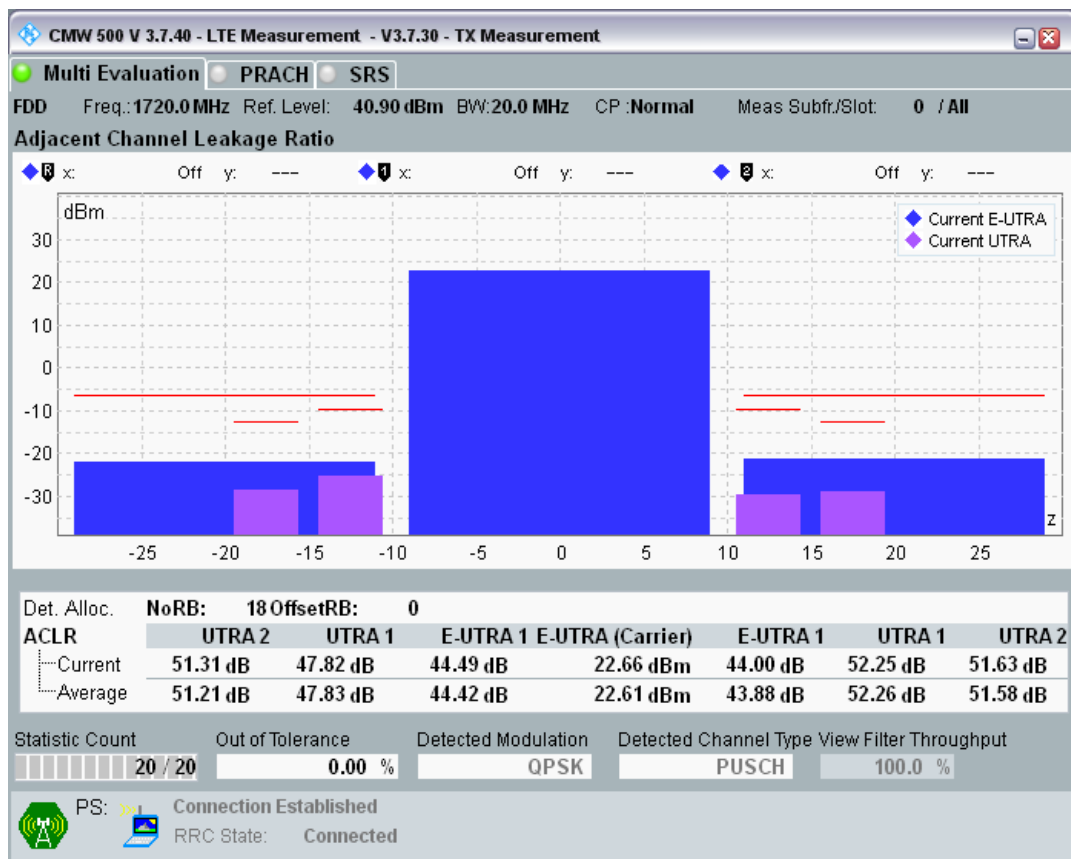 CMW 500 V 3.7.40 - LTE Measurement - V3.7.30 - TX Measurement
Multi Evaluation PRACH SRS
FDD Freq.:1720.0 MHz Ref. Level: 40.90 dBm BW:20.0 MHz CP :Normal Meas Subfr./Slot: 0 / All
Adjacent Channel Leakage Ratio
R x: Off y: --- 1 x: Off y: --- 2 x: Off y: ---
dBm
Current E-UTRA
Current UTRA
30
20
10
0
-10
-20
-30
z
-25 -20 -15 -10 -5 0 5 10 15 20 25
Det. Alloc. NoRB: 18 OffsetRB: 0
ACLR UTRA 2 UTRA 1 E-UTRA 1 E-UTRA (Carrier) E-UTRA 1 UTRA 1 UTRA 2
Current 51.31 dB 47.82 dB 44.49 dB 22.66 dBm 44.00 dB 52.25 dB 51.63 dB
Average 51.21 dB 47.83 dB 44.42 dB 22.61 dBm 43.88 dB 52.26 dB 51.58 dB
Statistic Count Out of Tolerance Detected Modulation Detected Channel Type View Filter Throughput
20 / 20 0.00 % QPSK PUSCH 100.0 %
PS: Connection Established
RRC State: Connected